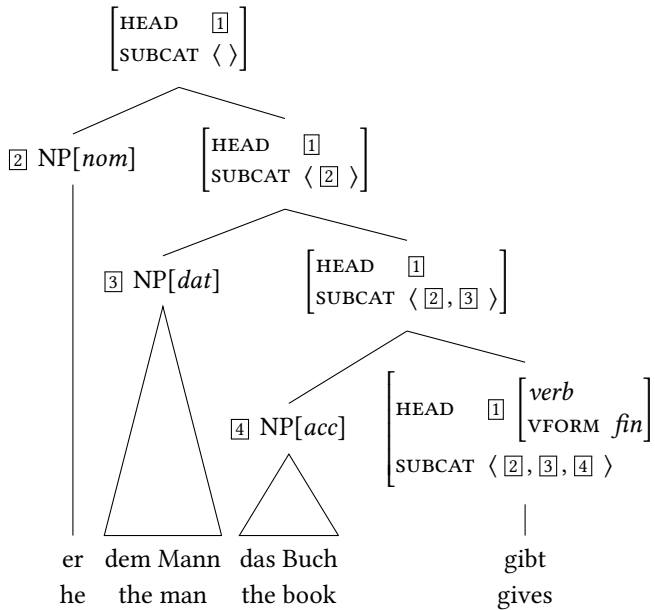 HEAD 1
SUBCAT ⟨ ⟩
2 NP[nom]
HEAD 1
SUBCAT ⟨ 2 ⟩
3 NP[dat]
HEAD 1
SUBCAT ⟨ 2 , 3 ⟩
4 NP[acc]
HEAD 1 [verb
VFORM fin]
SUBCAT ⟨ 2 , 3 , 4 ⟩
er dem Mann das Buch gibt
he the man the book gives